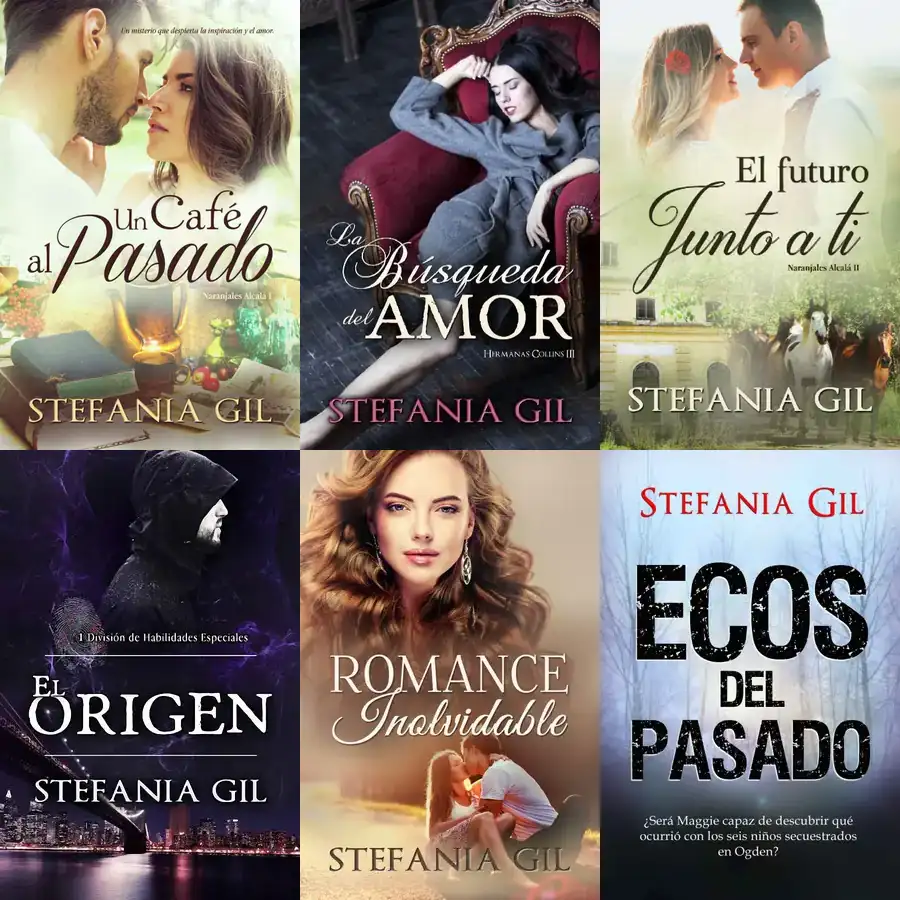 Un misterio que despierta la inspiración y el amor.
Un Café
al Pasado
Naranjales Alcalá I
STEFANIA GIL
La
Búsqueda
del AMOR
HERMANAS COLLINS III
STEFANIA GIL
El futuro
Junto a ti
Naranjales Alcalá II
STEFANIA GIL
1 División de Habilidades Especiales
EL
ORIGEN
STEFANIA GIL
ROMANCE
Inolvidable
STEFANIA GIL
STEFANIA GIL
ECOS
DEL
PASADO
¿Será Maggie capaz de descubrir qué
ocurrió con los seis niños secuestrados
en Ogden?